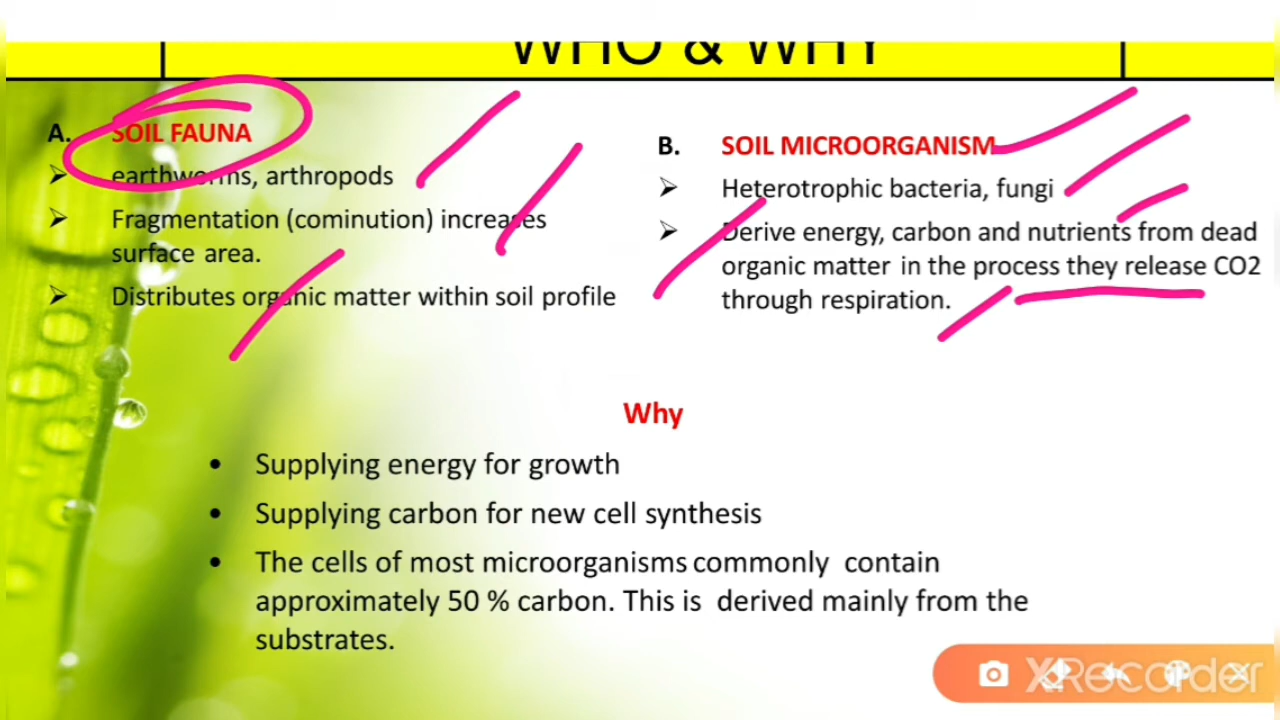 WHO & WHY
A. SOIL FAUNA
➢ earthworms, arthropods
➢ Fragmentation (cominution) increases
surface area.
➢ Distributes organic matter within soil profile
B. SOIL MICROORGANISM
➢ Heterotrophic bacteria, fungi
➢ Derive energy, carbon and nutrients from dead
organic matter in the process they release CO2
through respiration.
Why
• Supplying energy for growth
• Supplying carbon for new cell synthesis
• The cells of most microorganisms commonly contain
approximately 50 % carbon. This is derived mainly from the
substrates.
XRecorder